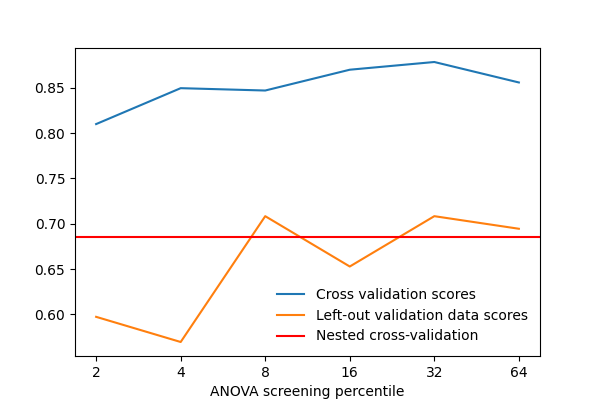 0.85
0.80
0.75
0.70
0.65
0.60
Cross validation scores
Left-out validation data scores
Nested cross-validation
2 4 8 16 32 64
ANOVA screening percentile